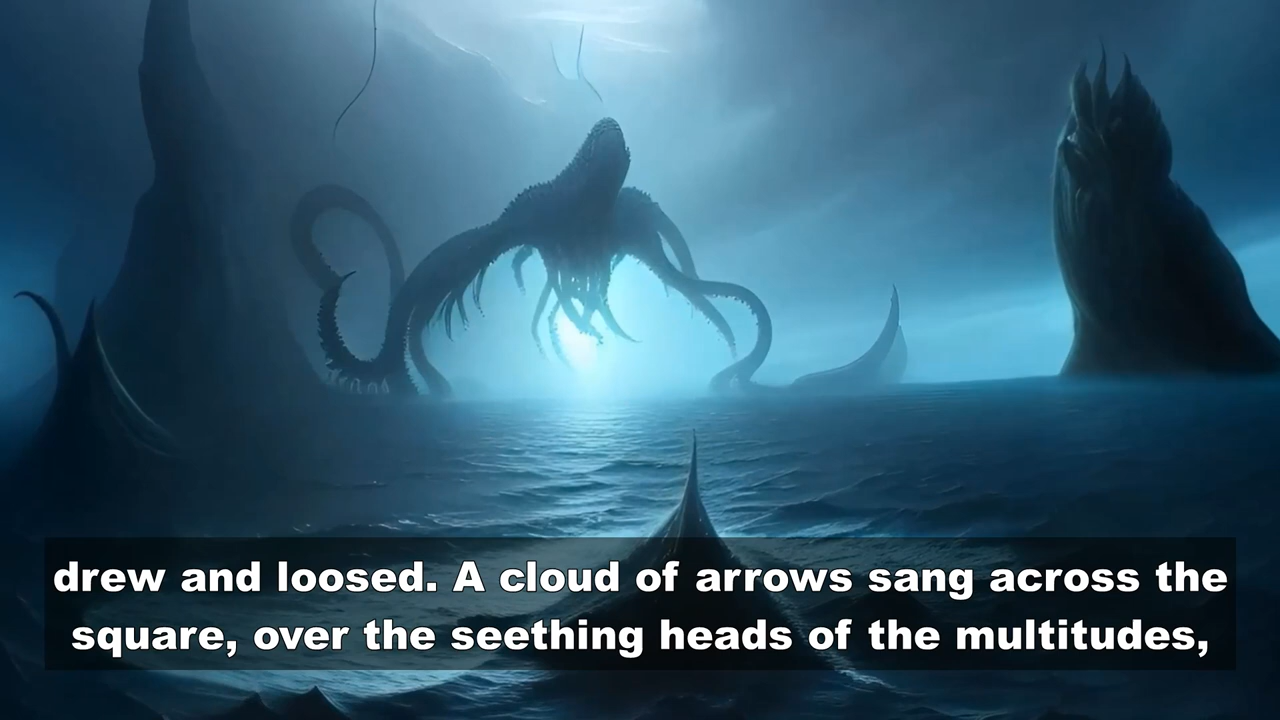 drew and loosed. A cloud of arrows sang across the
square, over the seething heads of the multitudes,